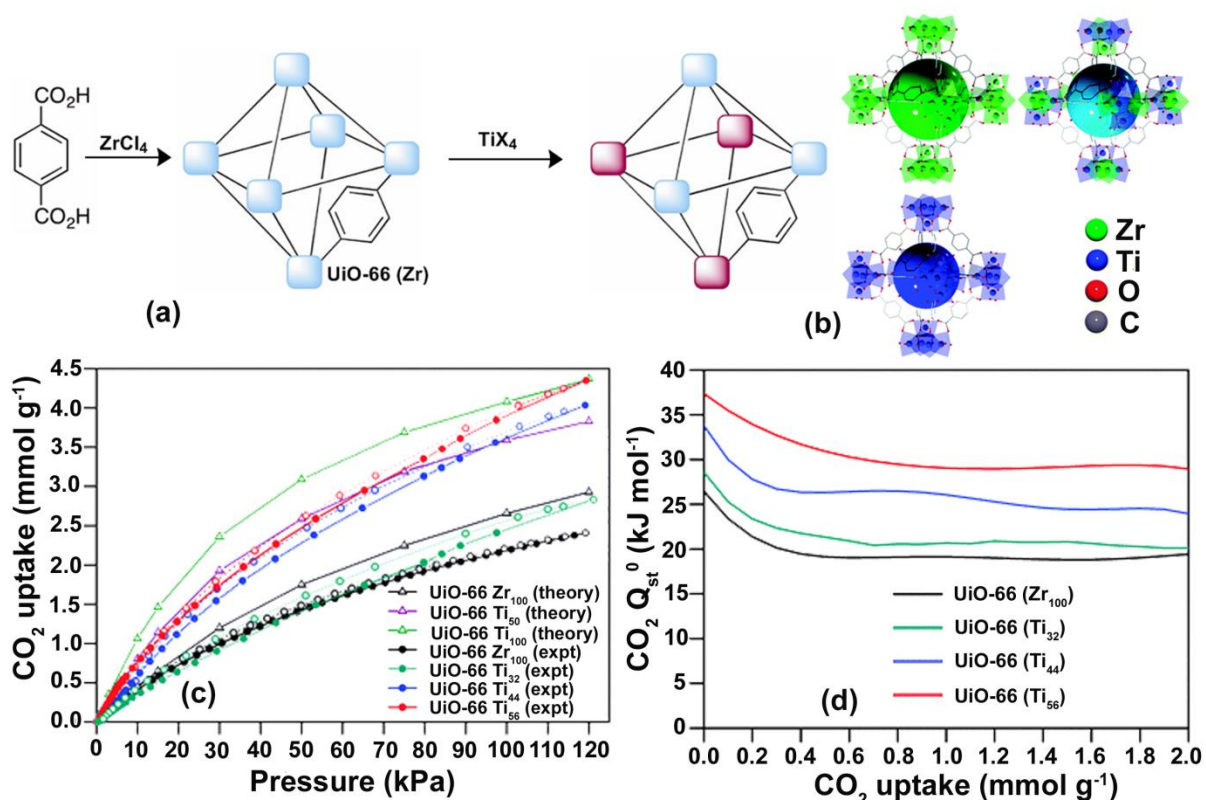 CO₂H
CO₂H
ZrCl₄
UiO-66 (Zr)
TiX₄
(a)
(b)
Zr
Ti
O
C
4.5
4.0
3.5
3.0
2.5
2.0
1.5
1.0
0.5
0.0
CO₂ uptake (mmol g⁻¹)
UiO-66 Zr₁₀₀ (theory)
UiO-66 Ti₅₀ (theory)
UiO-66 Ti₁₀₀ (theory)
UiO-66 Zr₁₀₀ (expt)
UiO-66 Ti₃₂ (expt)
UiO-66 Ti₄₄ (expt)
UiO-66 Ti₅₆ (expt)
(c)
0 10 20 30 40 50 60 70 80 90 100 110 120
Pressure (kPa)
40
35
30
25
20
15
10
5
0
CO₂ Qst⁰ (kJ mol⁻¹)
UiO-66 (Zr₁₀₀)
UiO-66 (Ti₃₂)
UiO-66 (Ti₄₄)
UiO-66 (Ti₅₆)
(d)
0.0 0.2 0.4 0.6 0.8 1.0 1.2 1.4 1.6 1.8 2.0
CO₂ uptake (mmol g⁻¹)